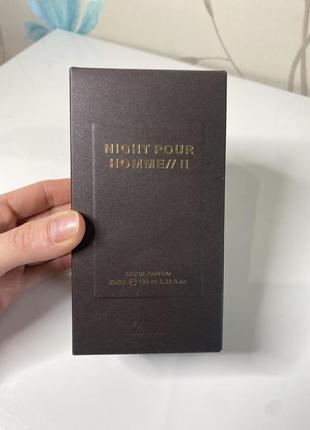 NIGHT POUR
HOMME// II
EAU DE PARFUM
ZARA ℮ 100 ml 3.38 fl. oz